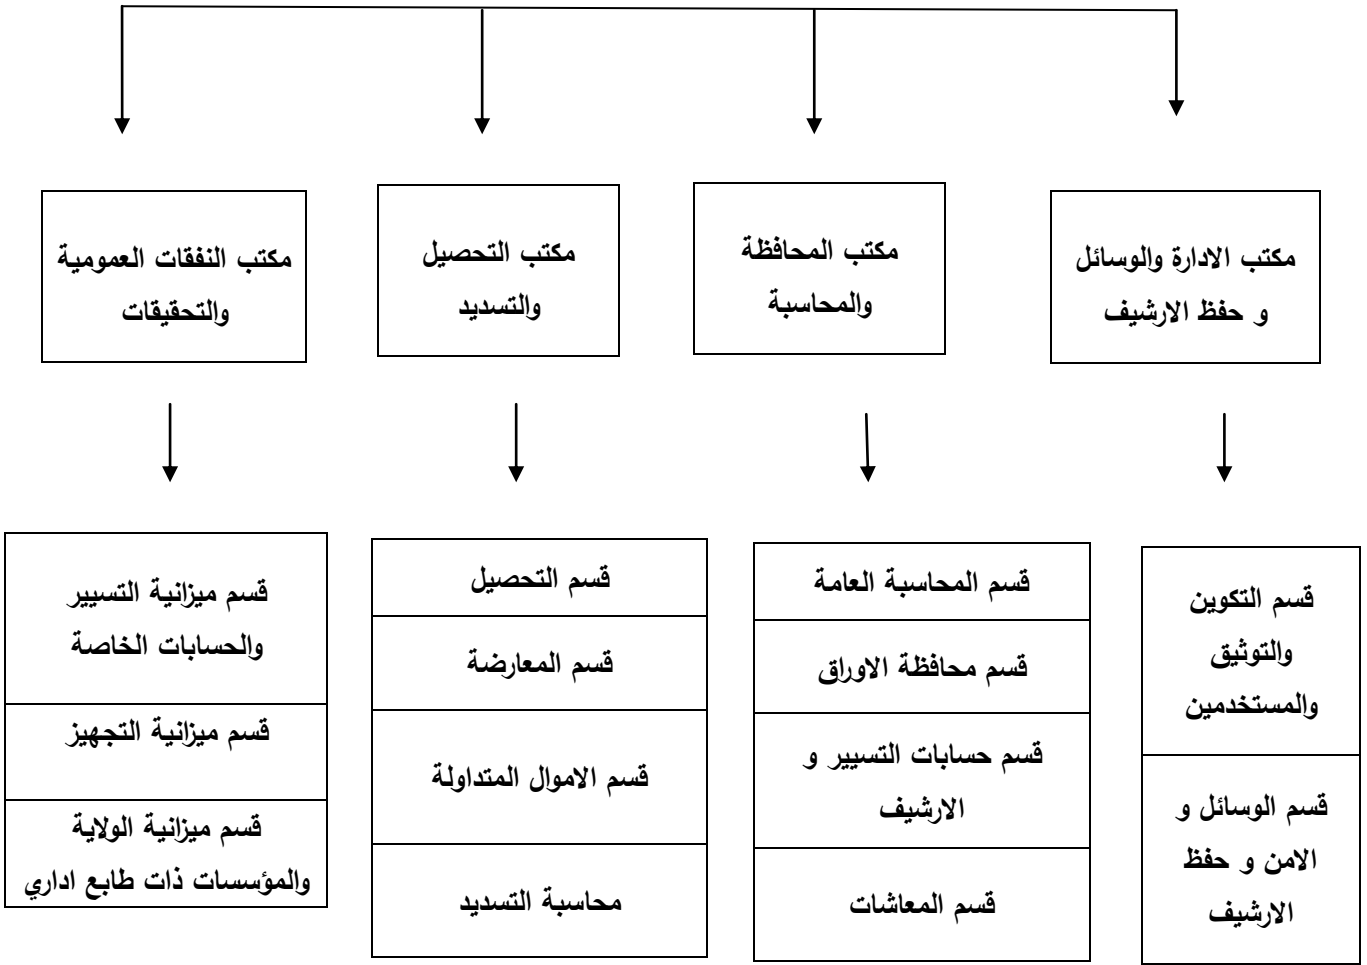 مكتب الادارة والوسائل
و حفظ الارشيف
مكتب المحافظة
والمحاسبة
مكتب التحصيل
والتسديد
مكتب النفقات العمومية
والتحقيقات
قسم التكوين
والتوثيق
والمستخدمين
قسم الوسائل و
الامن و حفظ
الارشيف
قسم المحاسبة العامة
قسم محافظة الاوراق
قسم حسابات التسيير و
الارشيف
قسم المعاشات
قسم التحصيل
قسم المعارضة
قسم الاموال المتداولة
محاسبة التسديد
قسم ميزانية التسيير
والحسابات الخاصة
قسم ميزانية التجهيز
قسم ميزانية الولاية
والمؤسسات ذات طابع اداري